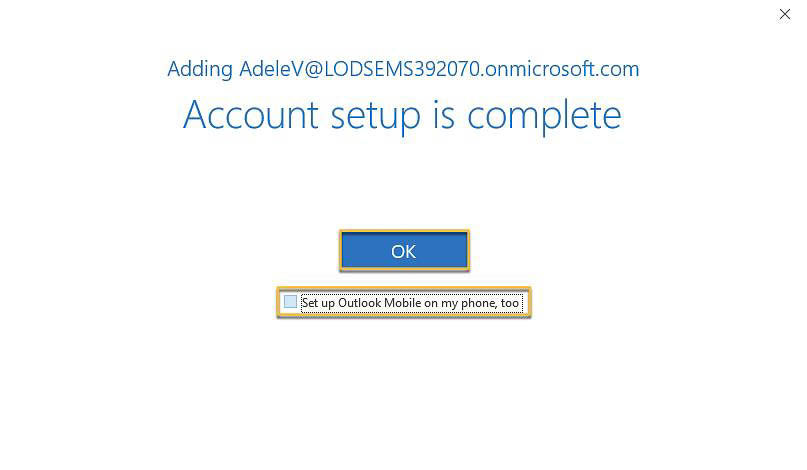 Adding AdeleV@LODSEMS392070.onmicrosoft.com
Account setup is complete
OK
Set up Outlook Mobile on my phone, too